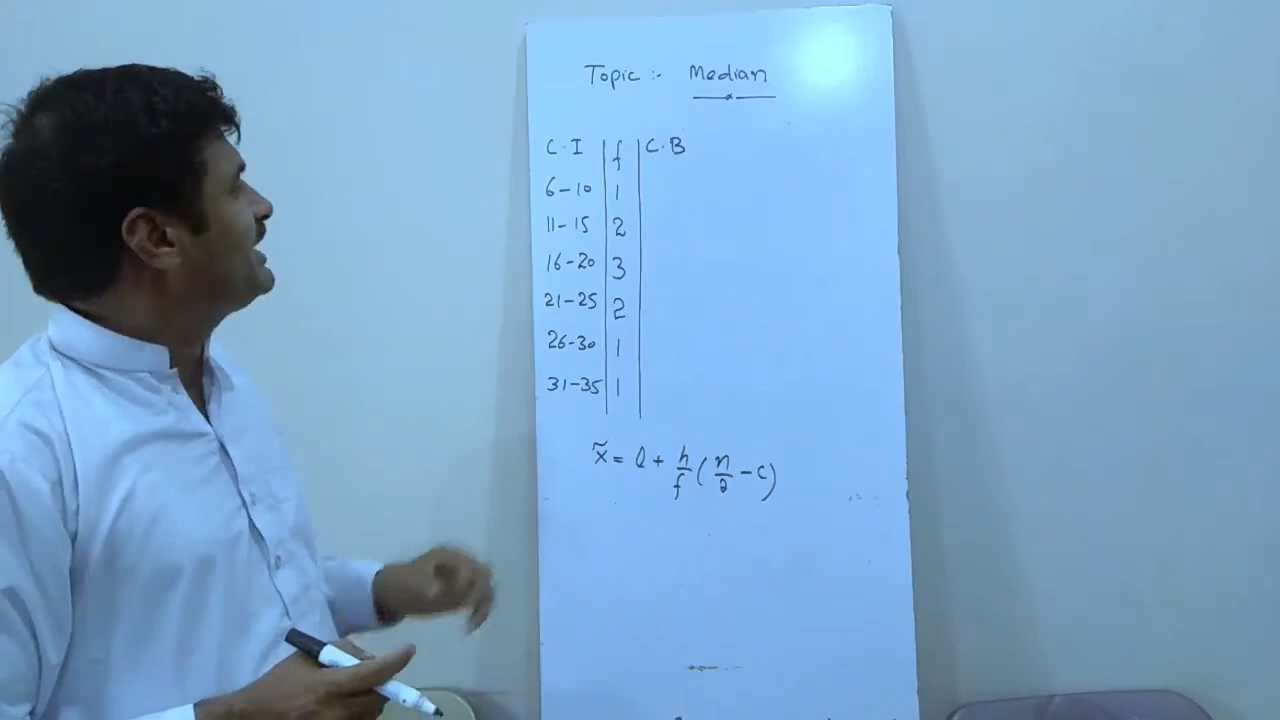 Topic :- Median
C.I f C.B
6-10 1
11-15 2
16-20 3
21-25 2
26-30 1
31-35 1
x̃ = l + h/f ( n/2 - c )